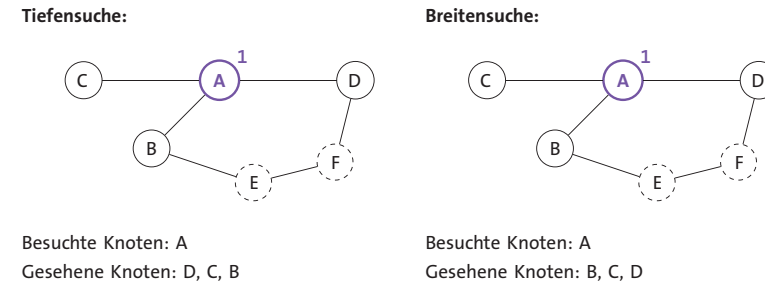 Tiefensuche:
1
C
A
D
B
E
F
Besuchte Knoten: A
Gesehene Knoten: D, C, B
Breitensuche:
1
C
A
D
B
E
F
Besuchte Knoten: A
Gesehene Knoten: B, C, D